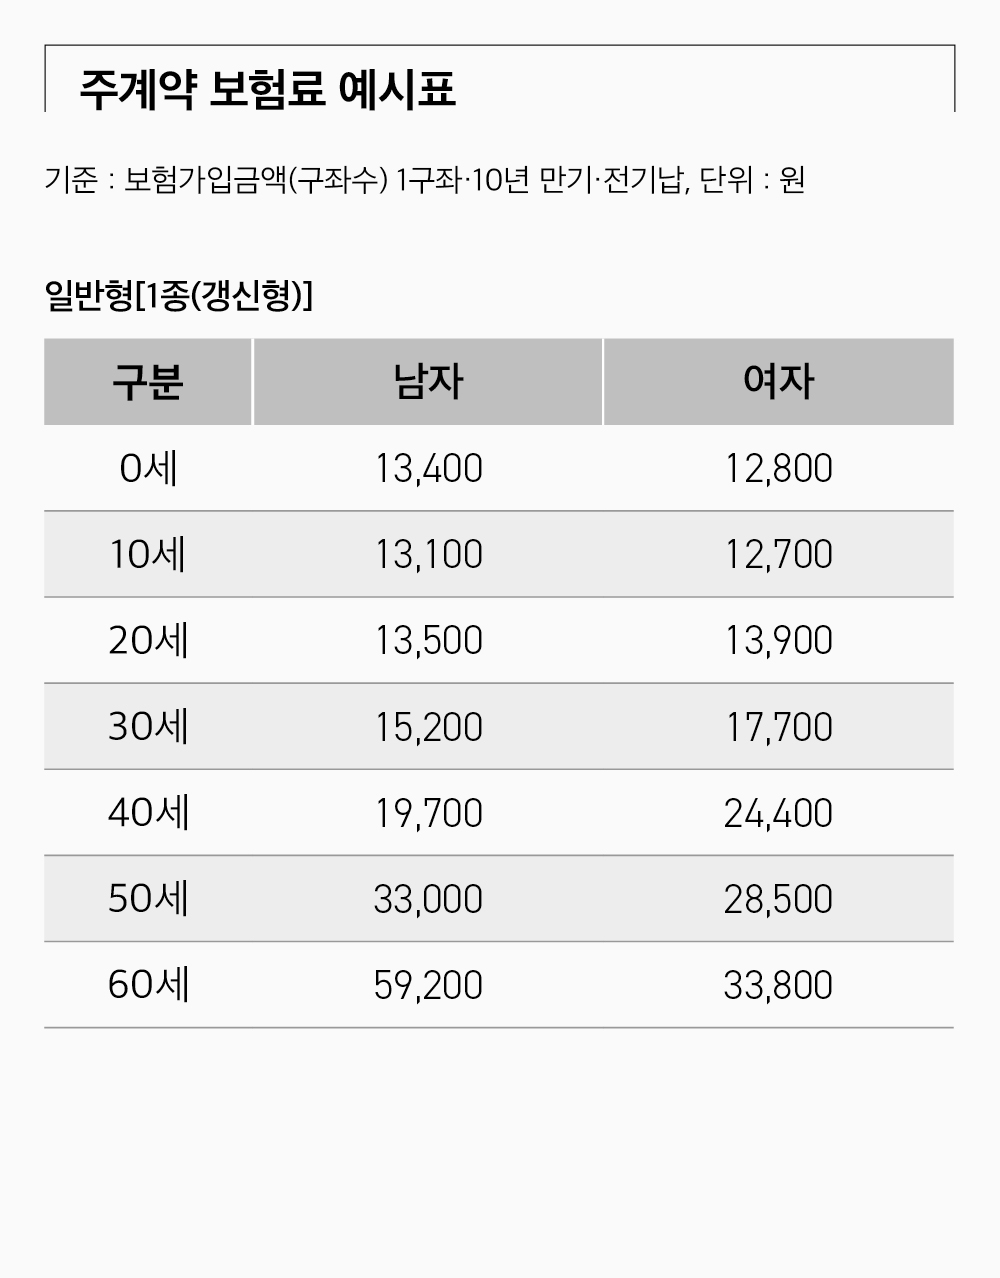 주계약 보험료 예시표
기준 : 보험가입금액(구좌수) 1구좌·10년 만기·전기납, 단위 : 원
일반형[1종(갱신형)]
구분 남자 여자
0세 13,400 12,800
10세 13,100 12,700
20세 13,500 13,900
30세 15,200 17,700
40세 19,700 24,400
50세 33,000 28,500
60세 59,200 33,800